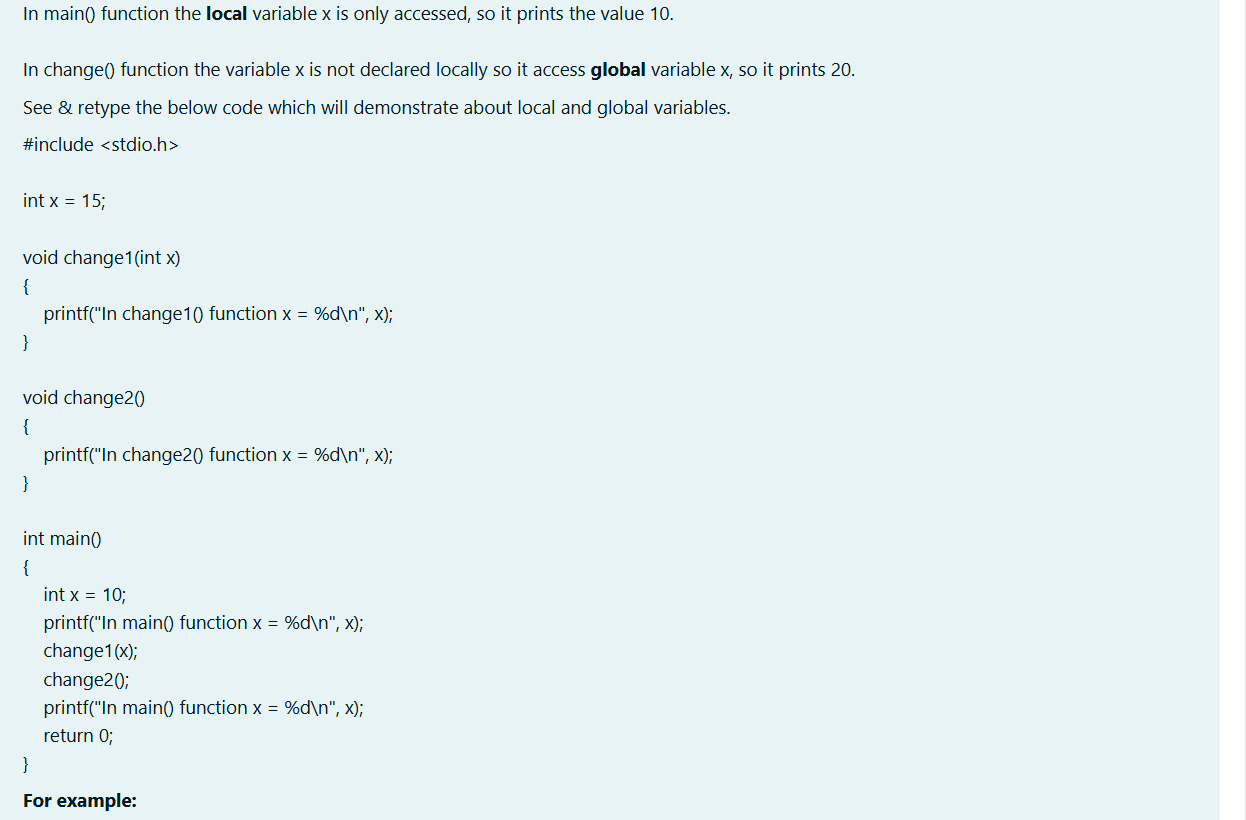 In main() function the local variable x is only accessed, so it prints the value 10.
In change() function the variable x is not declared locally so it access global variable x, so it prints 20.
See & retype the below code which will demonstrate about local and global variables.
#include <stdio.h>
int x = 15;
void change1(int x)
{
printf("In change1() function x = %d\n", x);
}
void change2()
{
printf("In change2() function x = %d\n", x);
}
int main()
{
int x = 10;
printf("In main() function x = %d\n", x);
change1(x);
change2();
printf("In main() function x = %d\n", x);
return 0;
}
For example: